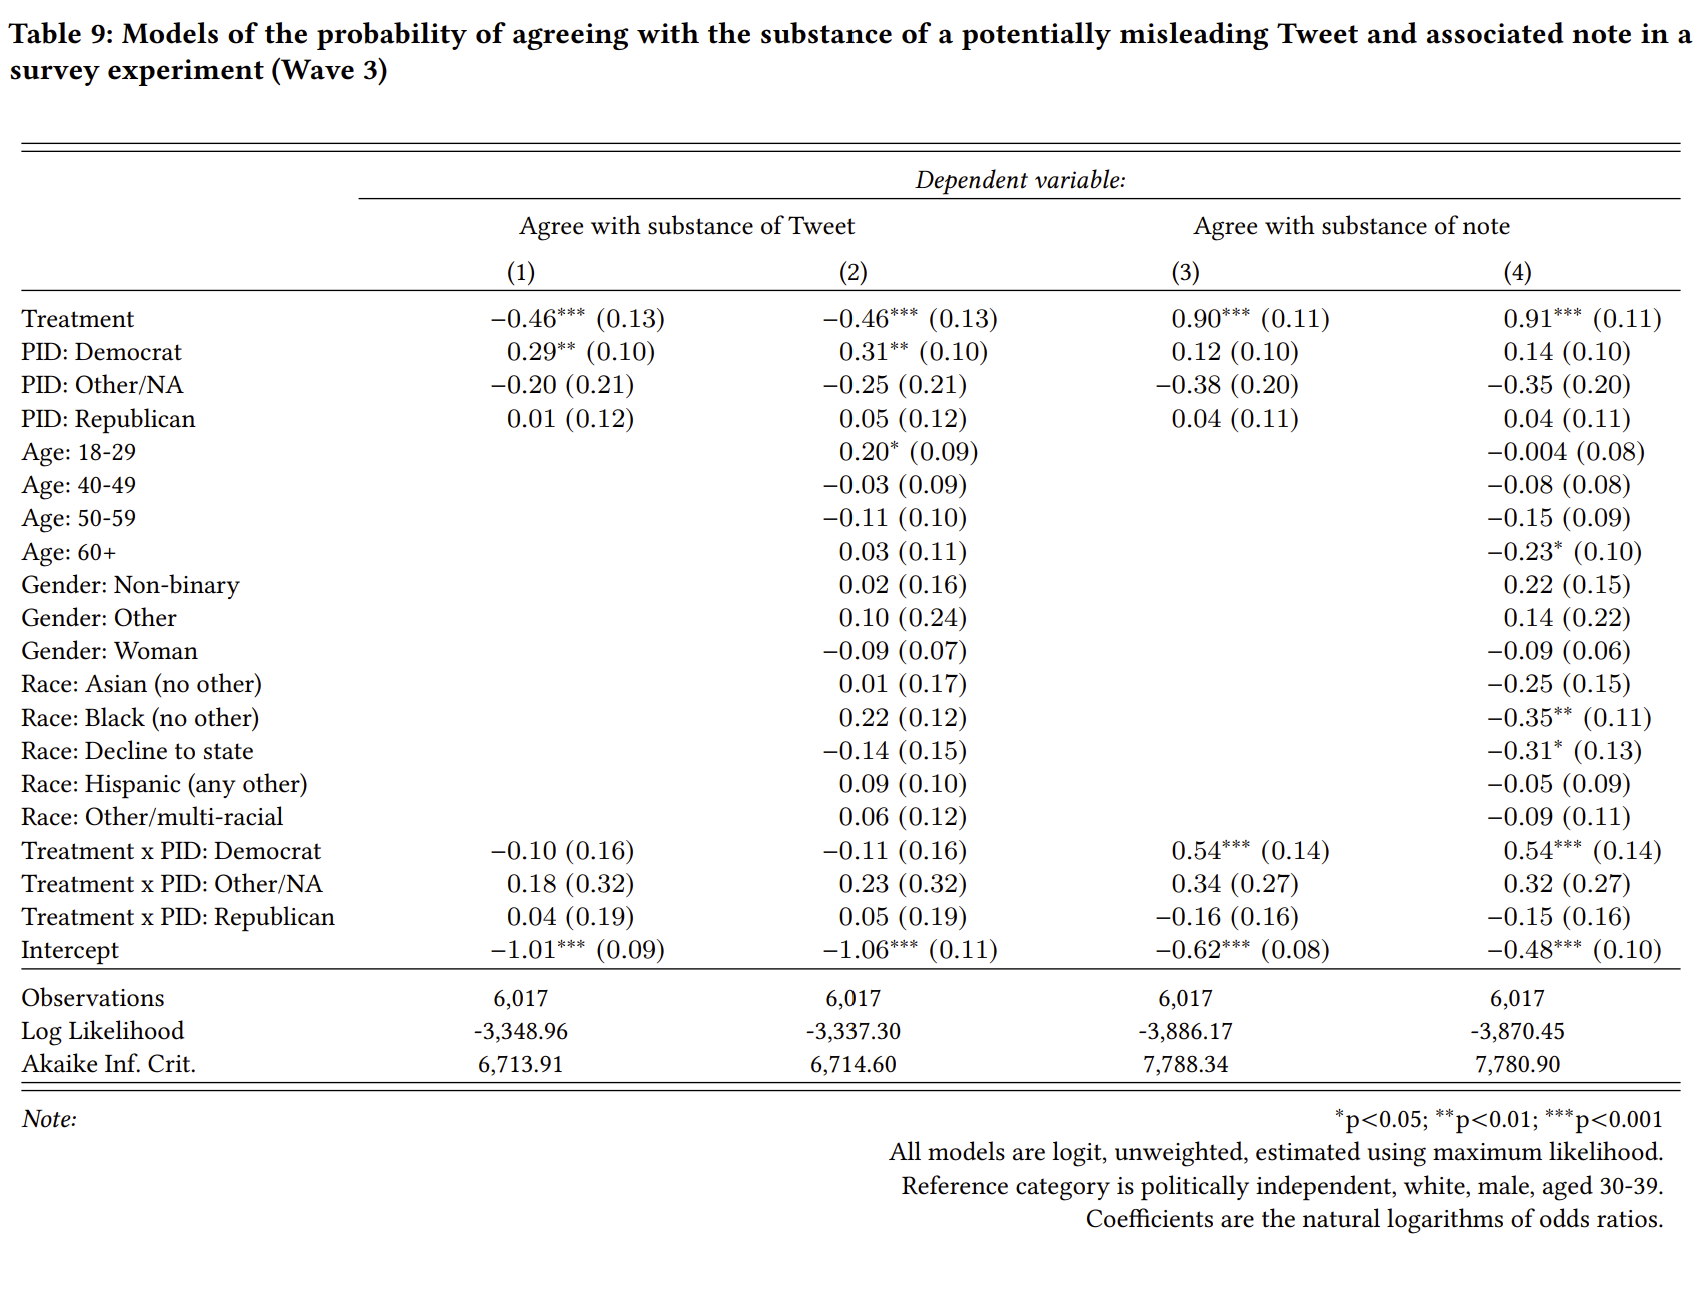 Table 9: Models of the probability of agreeing with the substance of a potentially misleading Tweet and associated note in a
survey experiment (Wave 3)
Dependent variable:
Agree with substance of Tweet Agree with substance of note
(1) (2) (3) (4)
Treatment −0.46*** (0.13) −0.46*** (0.13) 0.90*** (0.11) 0.91*** (0.11)
PID: Democrat 0.29** (0.10) 0.31** (0.10) 0.12 (0.10) 0.14 (0.10)
PID: Other/NA −0.20 (0.21) −0.25 (0.21) −0.38 (0.20) −0.35 (0.20)
PID: Republican 0.01 (0.12) 0.05 (0.12) 0.04 (0.11) 0.04 (0.11)
Age: 18-29 0.20* (0.09) −0.004 (0.08)
Age: 40-49 −0.03 (0.09) −0.08 (0.08)
Age: 50-59 −0.11 (0.10) −0.15 (0.09)
Age: 60+ 0.03 (0.11) −0.23* (0.10)
Gender: Non-binary 0.02 (0.16) 0.22 (0.15)
Gender: Other 0.10 (0.24) 0.14 (0.22)
Gender: Woman −0.09 (0.07) −0.09 (0.06)
Race: Asian (no other) 0.01 (0.17) −0.25 (0.15)
Race: Black (no other) 0.22 (0.12) −0.35** (0.11)
Race: Decline to state −0.14 (0.15) −0.31* (0.13)
Race: Hispanic (any other) 0.09 (0.10) −0.05 (0.09)
Race: Other/multi-racial 0.06 (0.12) −0.09 (0.11)
Treatment x PID: Democrat −0.10 (0.16) −0.11 (0.16) 0.54*** (0.14) 0.54*** (0.14)
Treatment x PID: Other/NA 0.18 (0.32) 0.23 (0.32) 0.34 (0.27) 0.32 (0.27)
Treatment x PID: Republican 0.04 (0.19) 0.05 (0.19) −0.16 (0.16) −0.15 (0.16)
Intercept −1.01*** (0.09) −1.06*** (0.11) −0.62*** (0.08) −0.48*** (0.10)
Observations 6,017 6,017 6,017 6,017
Log Likelihood -3,348.96 -3,337.30 -3,886.17 -3,870.45
Akaike Inf. Crit. 6,713.91 6,714.60 7,788.34 7,780.90
Note: *p<0.05; **p<0.01; ***p<0.001
All models are logit, unweighted, estimated using maximum likelihood.
Reference category is politically independent, white, male, aged 30-39.
Coefficients are the natural logarithms of odds ratios.